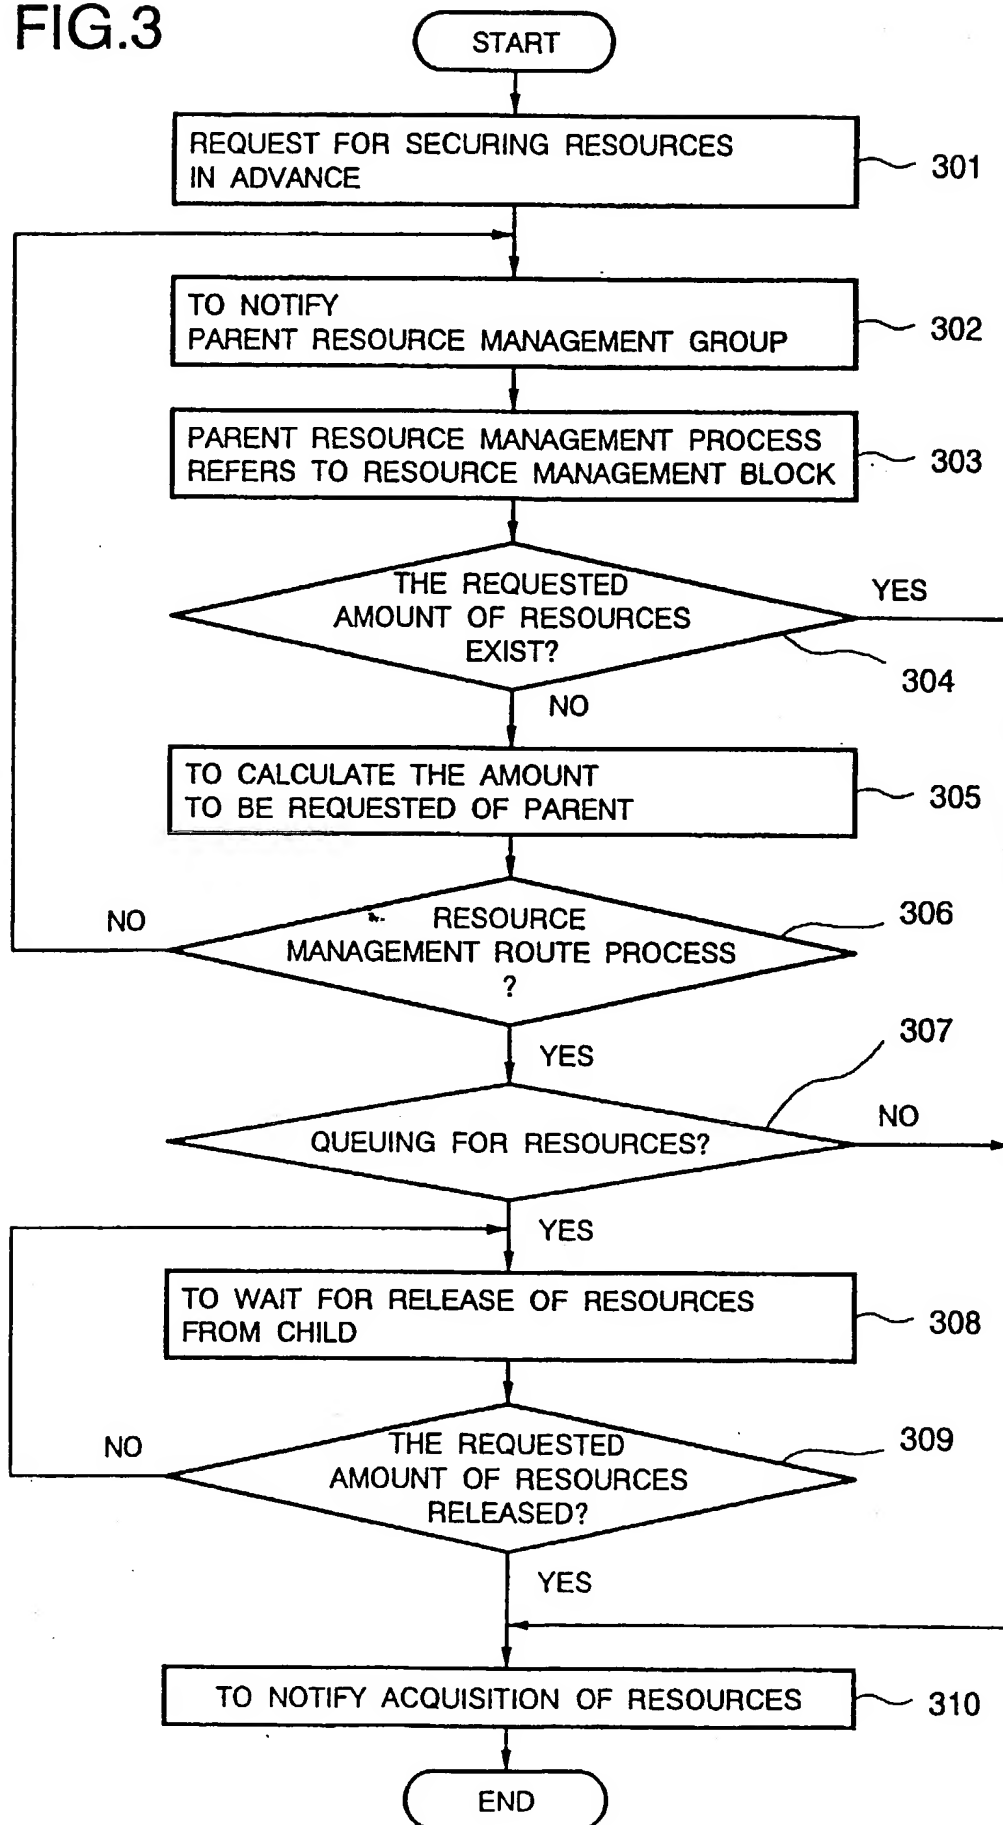 FIG.3
START
REQUEST FOR SECURING RESOURCES
IN ADVANCE
301
TO NOTIFY
PARENT RESOURCE MANAGEMENT GROUP
302
PARENT RESOURCE MANAGEMENT PROCESS
REFERS TO RESOURCE MANAGEMENT BLOCK
303
THE REQUESTED
AMOUNT OF RESOURCES
EXIST?
YES
304
NO
TO CALCULATE THE AMOUNT
TO BE REQUESTED OF PARENT
305
NO
RESOURCE
MANAGEMENT ROUTE PROCESS
?
306
YES
307
QUEUING FOR RESOURCES?
NO
YES
TO WAIT FOR RELEASE OF RESOURCES
FROM CHILD
308
NO
THE REQUESTED
AMOUNT OF RESOURCES
RELEASED?
309
YES
TO NOTIFY ACQUISITION OF RESOURCES
310
END